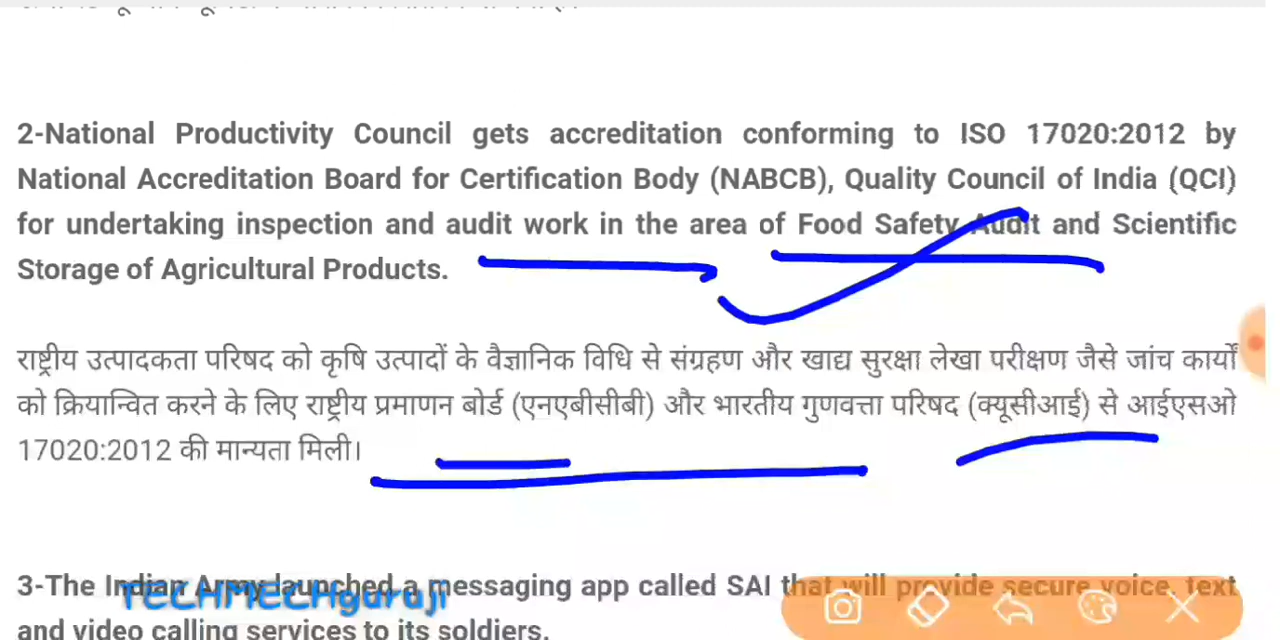 2-National Productivity Council gets accreditation conforming to ISO 17020:2012 by
National Accreditation Board for Certification Body (NABCB), Quality Council of India (QCI)
for undertaking inspection and audit work in the area of Food Safety Audit and Scientific
Storage of Agricultural Products.
राष्ट्रीय उत्पादकता परिषद को कृषि उत्पादों के वैज्ञानिक विधि से संग्रहण और खाद्य सुरक्षा लेखा परीक्षण जैसे जांच कार्यों
को क्रियान्वित करने के लिए राष्ट्रीय प्रमाणन बोर्ड (एनएबीसीबी) और भारतीय गुणवत्ता परिषद (क्यूसीआई) से आईएसओ
17020:2012 की मान्यता मिली।
3-The Indian Army launched a messaging app called SAI that will provide secure voice, text
TECHMECHguruji
and video calling services to its soldiers.